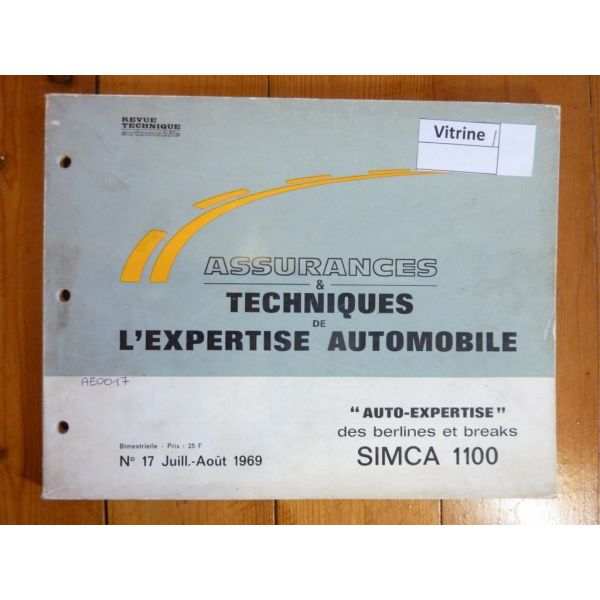 REVUE
TECHNIQUE
automobile
Vitrine
ASSURANCES
&
TECHNIQUES
DE
L'EXPERTISE AUTOMOBILE
AE0017
"AUTO-EXPERTISE"
des berlines et breaks
SIMCA 1100
Bimestrielle - Prix : 25 F
No 17 Juill.-Août 1969